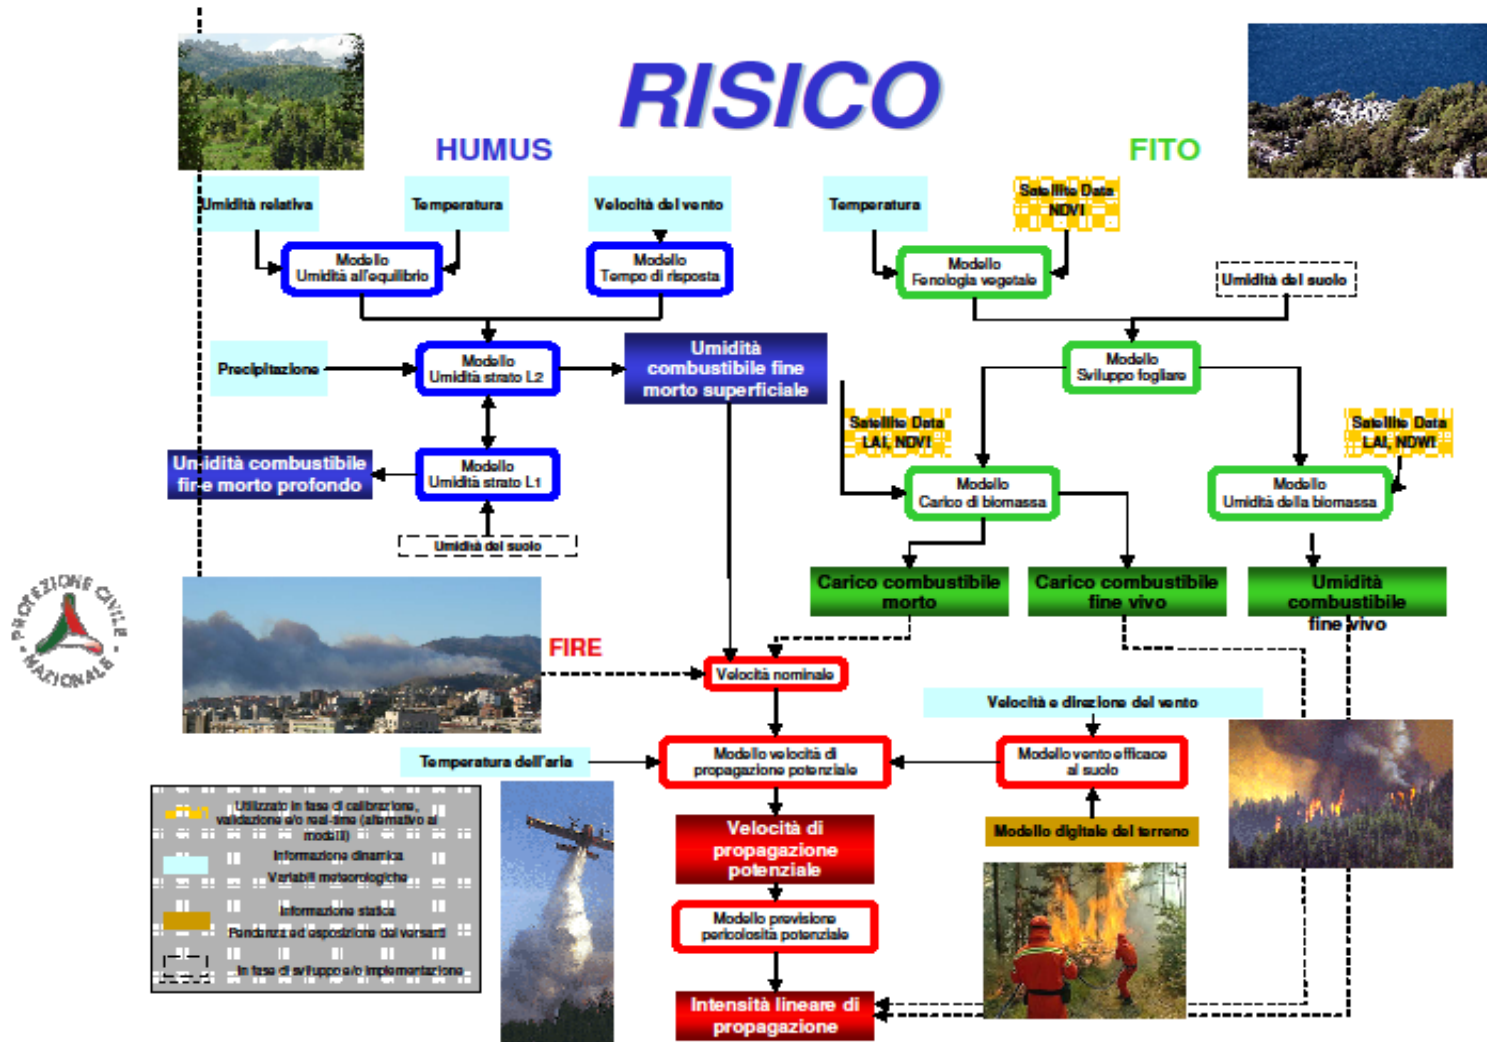 RISICO
HUMUS
FITO
Umidità relativa
Temperatura
Velocità del vento
Temperatura
Satellite Data
NDVI
Modello
Umidità all'equilibrio
Modello
Tempo di risposta
Modello
Fenologia vegetale
Umidità del suolo
Precipitazione
Modello
Umidità strato L2
Umidità
combustibile fine
morto superficiale
Modello
Sviluppo fogliare
Satellite Data
LAI, NDVI
Satellite Data
LAI, NDWI
Umidità combustibile
fine morto profondo
Modello
Umidità strato L1
Modello
Carico di biomassa
Modello
Umidità della biomassa
Umidità del suolo
Carico combustibile
morto
Carico combustibile
fine vivo
Umidità
combustibile
fine vivo
PROTEZIONE CIVILE
NAZIONALE
FIRE
Velocità nominale
Velocità e direzione del vento
Temperatura dell'aria
Modello velocità di
propagazione potenziale
Modello vento efficace
al suolo
Utilizzato in fase di calibrazione,
validazione e/o real-time (alternativo ai
modelli)
Informazione dinamica
Variabili meteorologiche
Informazione statica
Pendenza ed esposizione dei versanti
In fase di sviluppo e/o implementazione
Velocità di
propagazione
potenziale
Modello digitale del terreno
Modello previsione
pericolosità potenziale
Intensità lineare di
propagazione